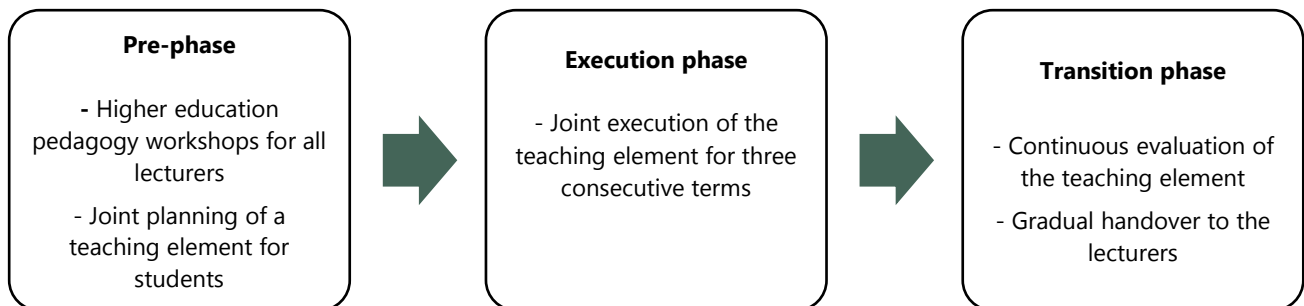 Pre-phase
- Higher education
pedagogy workshops for all
lecturers
- Joint planning of a
teaching element for
students
Execution phase
- Joint execution of the
teaching element for three
consecutive terms
Transition phase
- Continuous evaluation of
the teaching element
- Gradual handover to the
lecturers